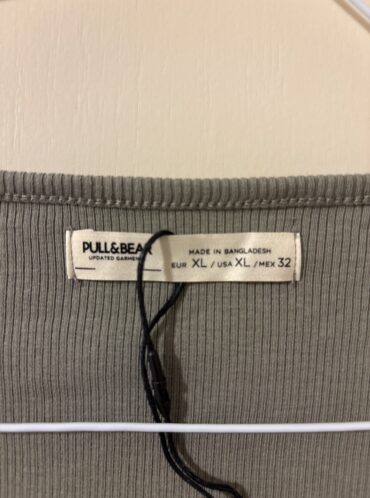 PULL&BEAR
UPDATED GARMENTS
MADE IN BANGLADESH
EUR XL / USA XL / MEX 32